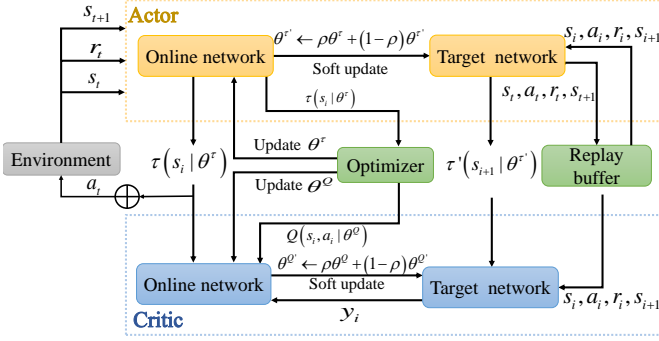 Actor
s_{t+1}
r_t
s_t
Online network
θ^{τ'} ← ρθ^τ + (1−ρ)θ^{τ'}
Soft update
Target network
s_i, a_i, r_i, s_{i+1}
s_t, a_t, r_t, s_{t+1}
τ(s_i | θ^τ)
Environment
τ(s_i | θ^τ)
Update θ^τ
Update θ^Q
Optimizer
τ'(s_{i+1} | θ^{τ'})
Replay
buffer
a_t
Q(s_i, a_i | θ^Q)
Online network
θ^{Q'} ← ρθ^Q + (1−ρ)θ^{Q'}
Soft update
Target network
s_i, a_i, r_i, s_{i+1}
y_i
Critic